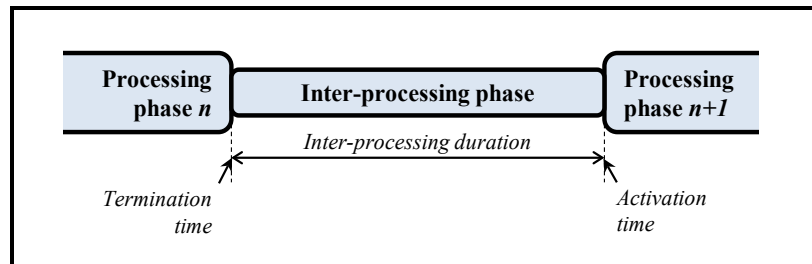 Processing
phase n
Inter-processing phase
Processing
phase n+1
Inter-processing duration
Termination
time
Activation
time